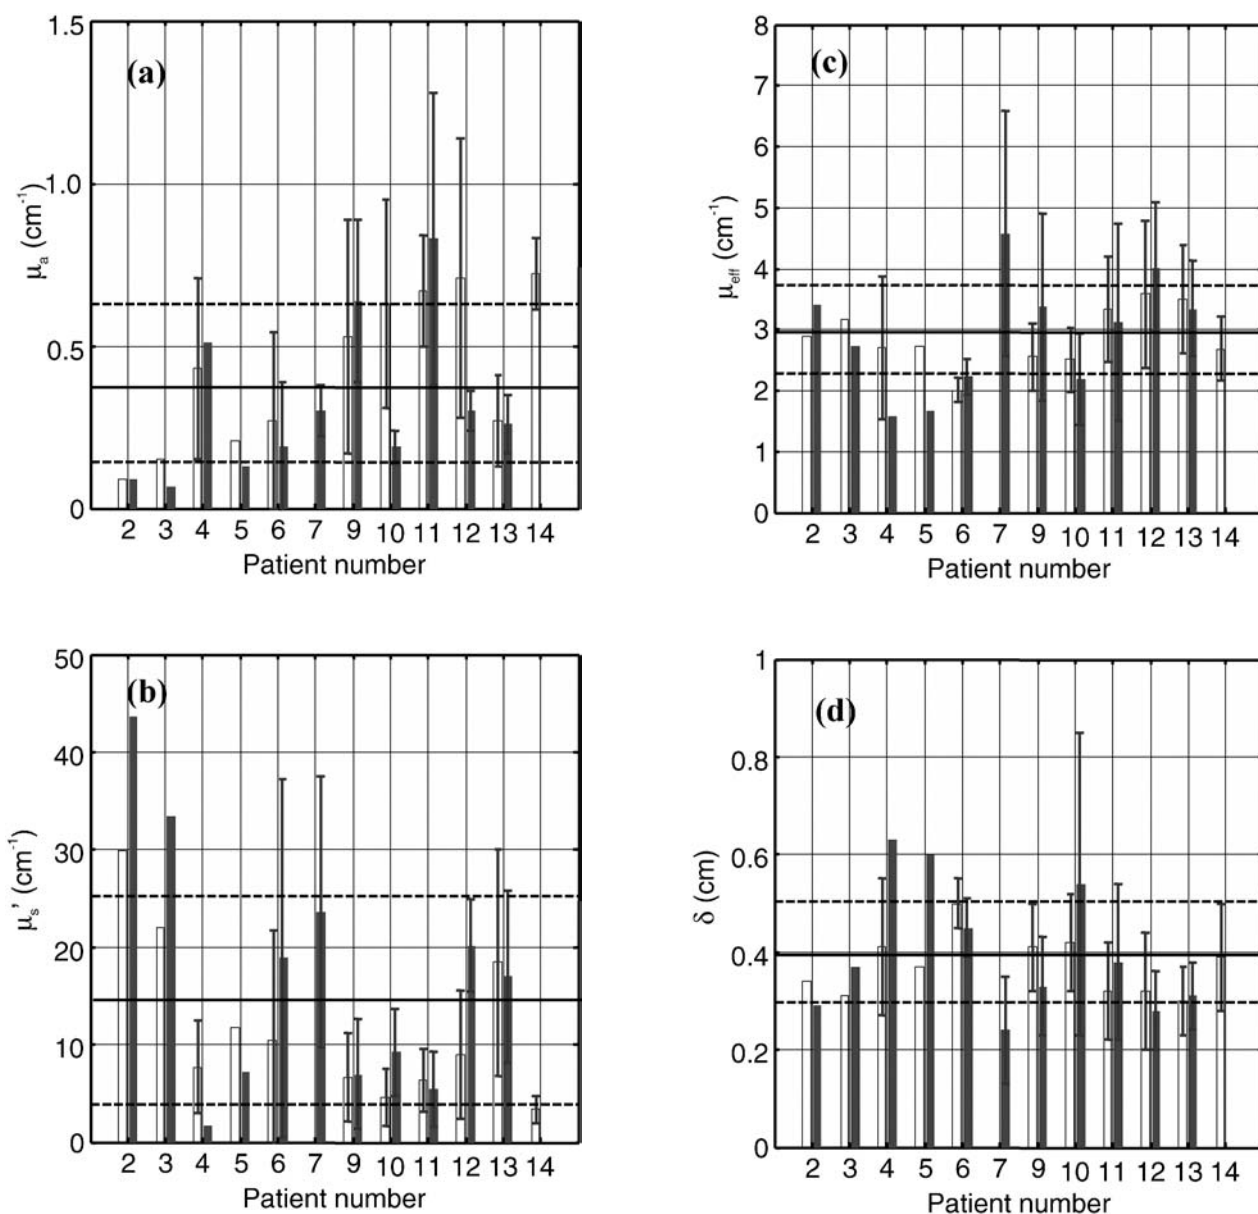 (a)
μa (cm-1)
1.5
1.0
0.5
0
2 3 4 5 6 7 9 10 11 12 13 14
Patient number
(c)
μeff (cm-1)
8
7
6
5
4
3
2
1
0
2 3 4 5 6 7 9 10 11 12 13 14
Patient number
(b)
μs' (cm-1)
50
40
30
20
10
0
2 3 4 5 6 7 9 10 11 12 13 14
Patient number
(d)
δ (cm)
1
0.8
0.6
0.4
0.2
0
2 3 4 5 6 7 9 10 11 12 13 14
Patient number